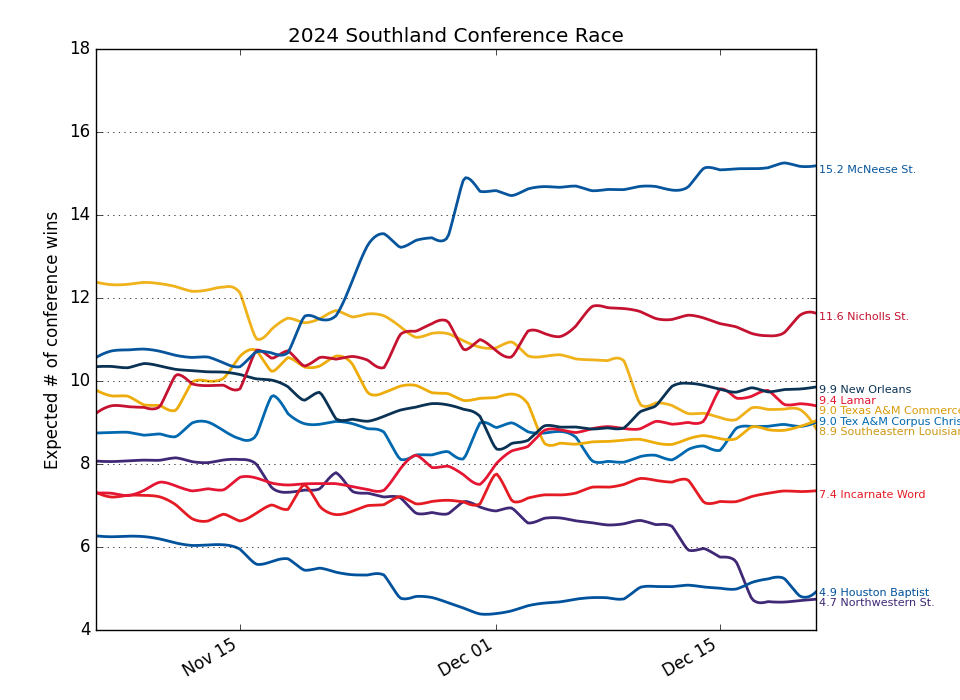 2024 Southland Conference Race
Expected # of conference wins
18
16
14
12
10
8
6
4
Nov 15
Dec 01
Dec 15
15.2 McNeese St.
11.6 Nicholls St.
9.9 New Orleans
9.4 Lamar
9.0 Texas A&M Commerce
9.0 Tex A&M Corpus Chris
8.9 Southeastern Louisian
7.4 Incarnate Word
4.9 Houston Baptist
4.7 Northwestern St.